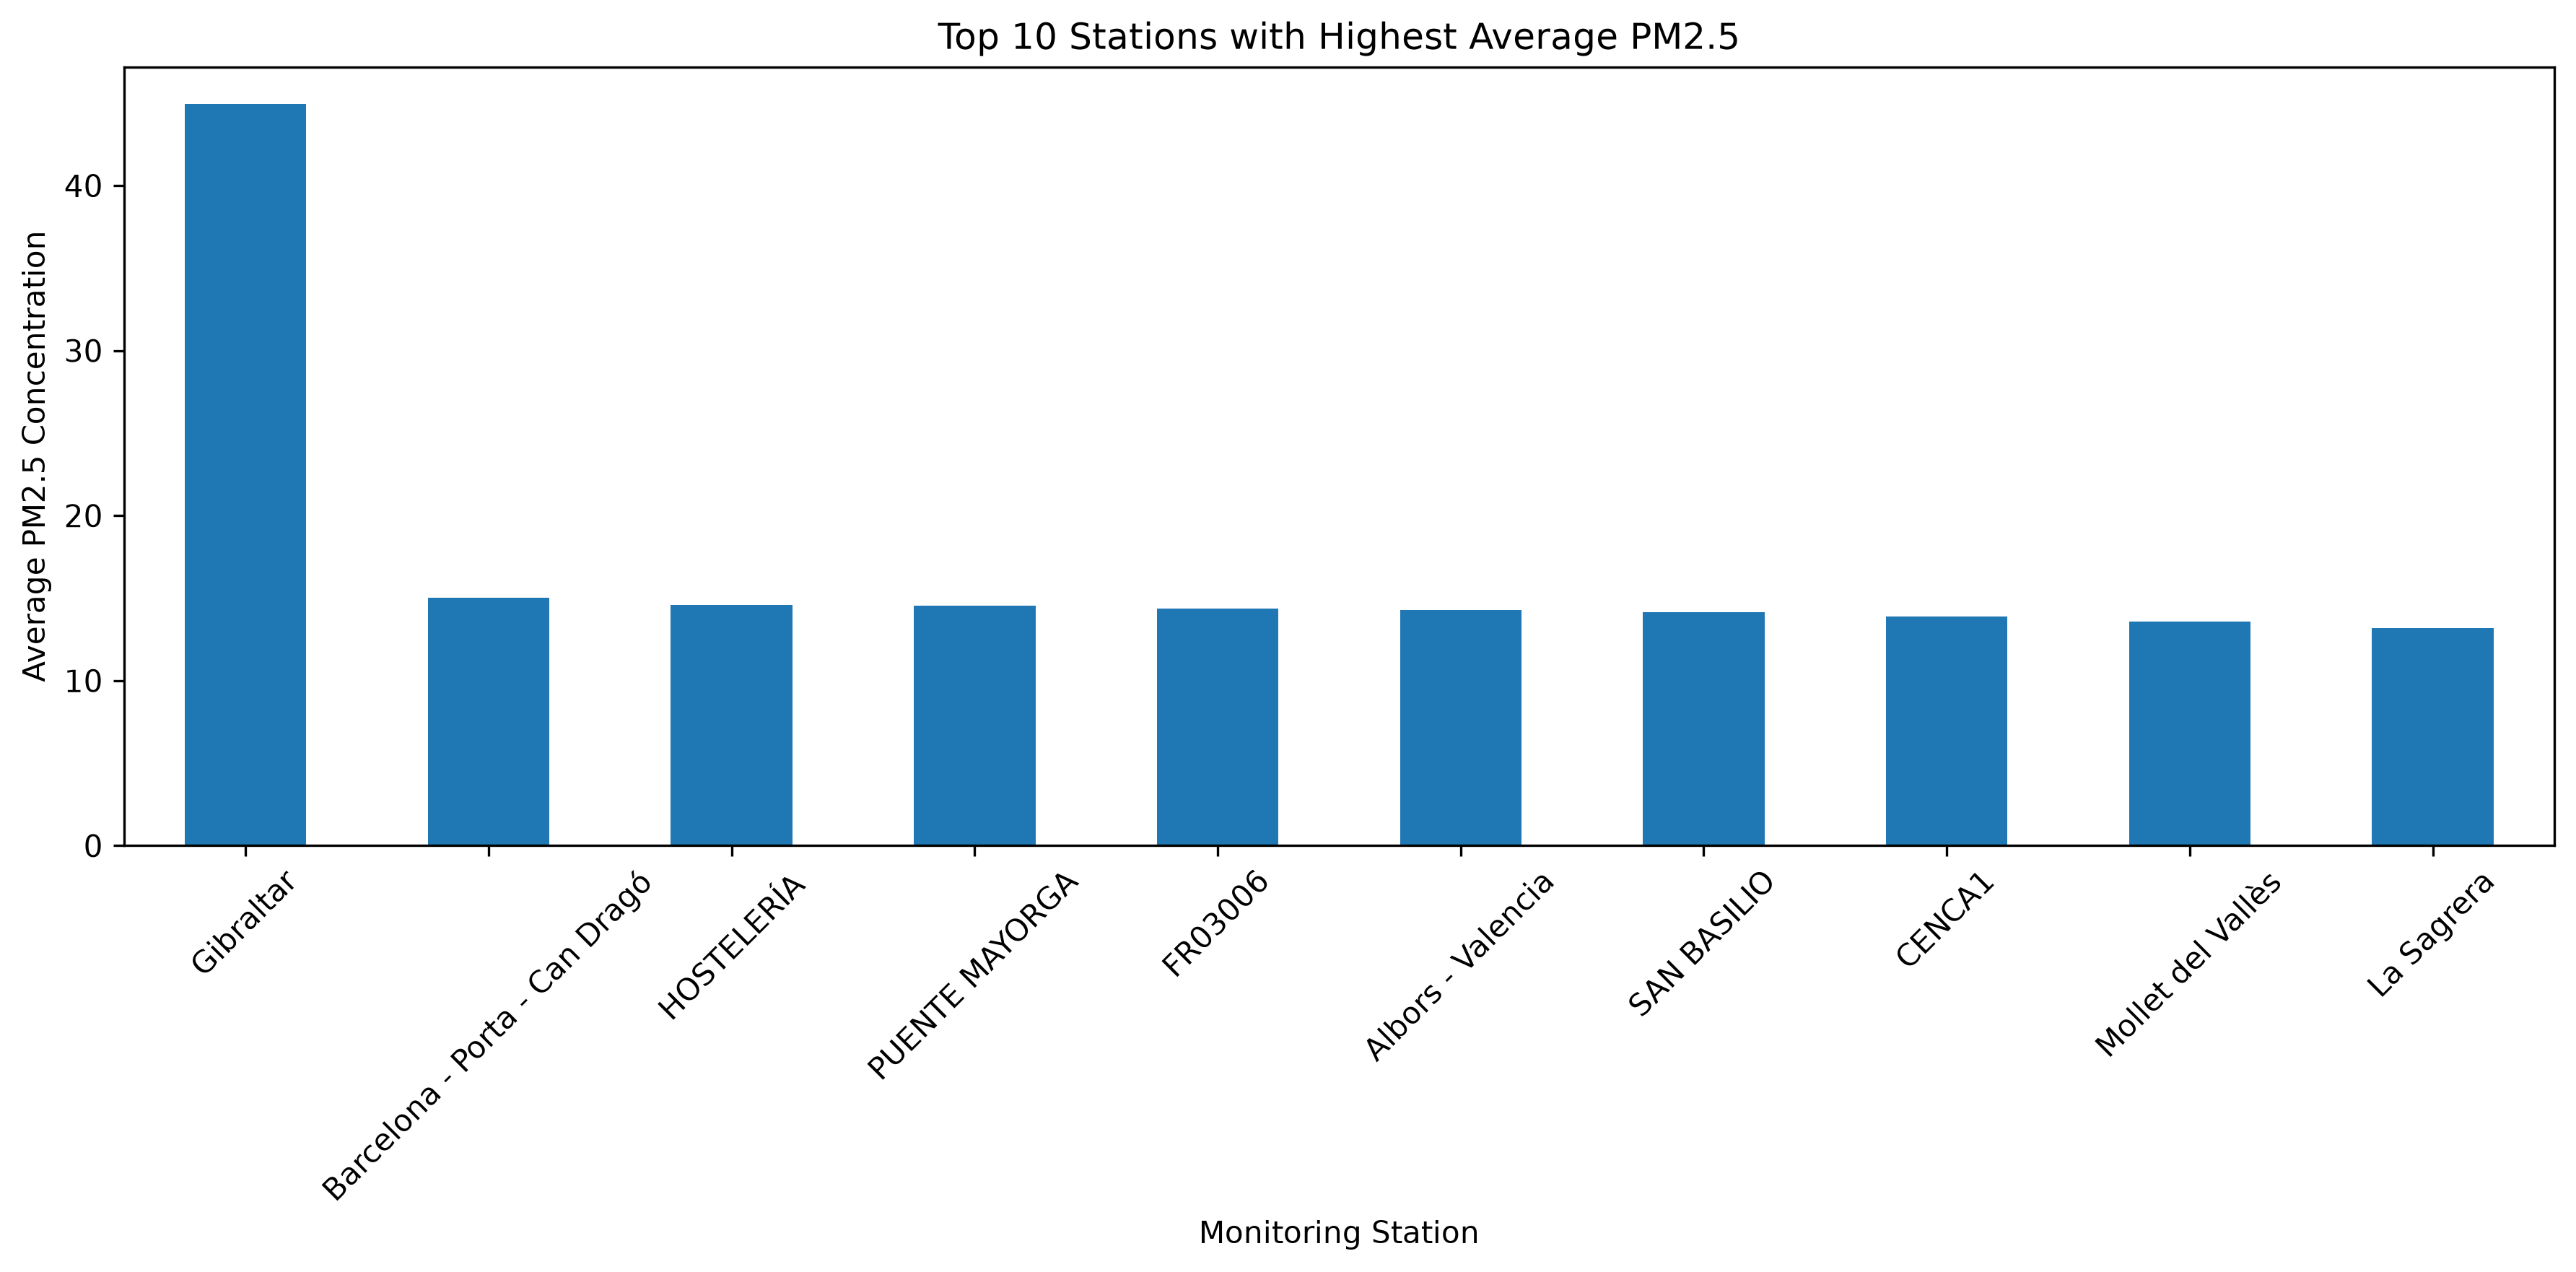 Top 10 Stations with Highest Average PM2.5
Average PM2.5 Concentration
40
30
20
10
0
Gibraltar
Barcelona - Porta - Can Dragó
HOSTELERÍA
PUENTE MAYORGA
FR03006
Albors - Valencia
SAN BASILIO
CENCA1
Mollet del Vallès
La Sagrera
Monitoring Station